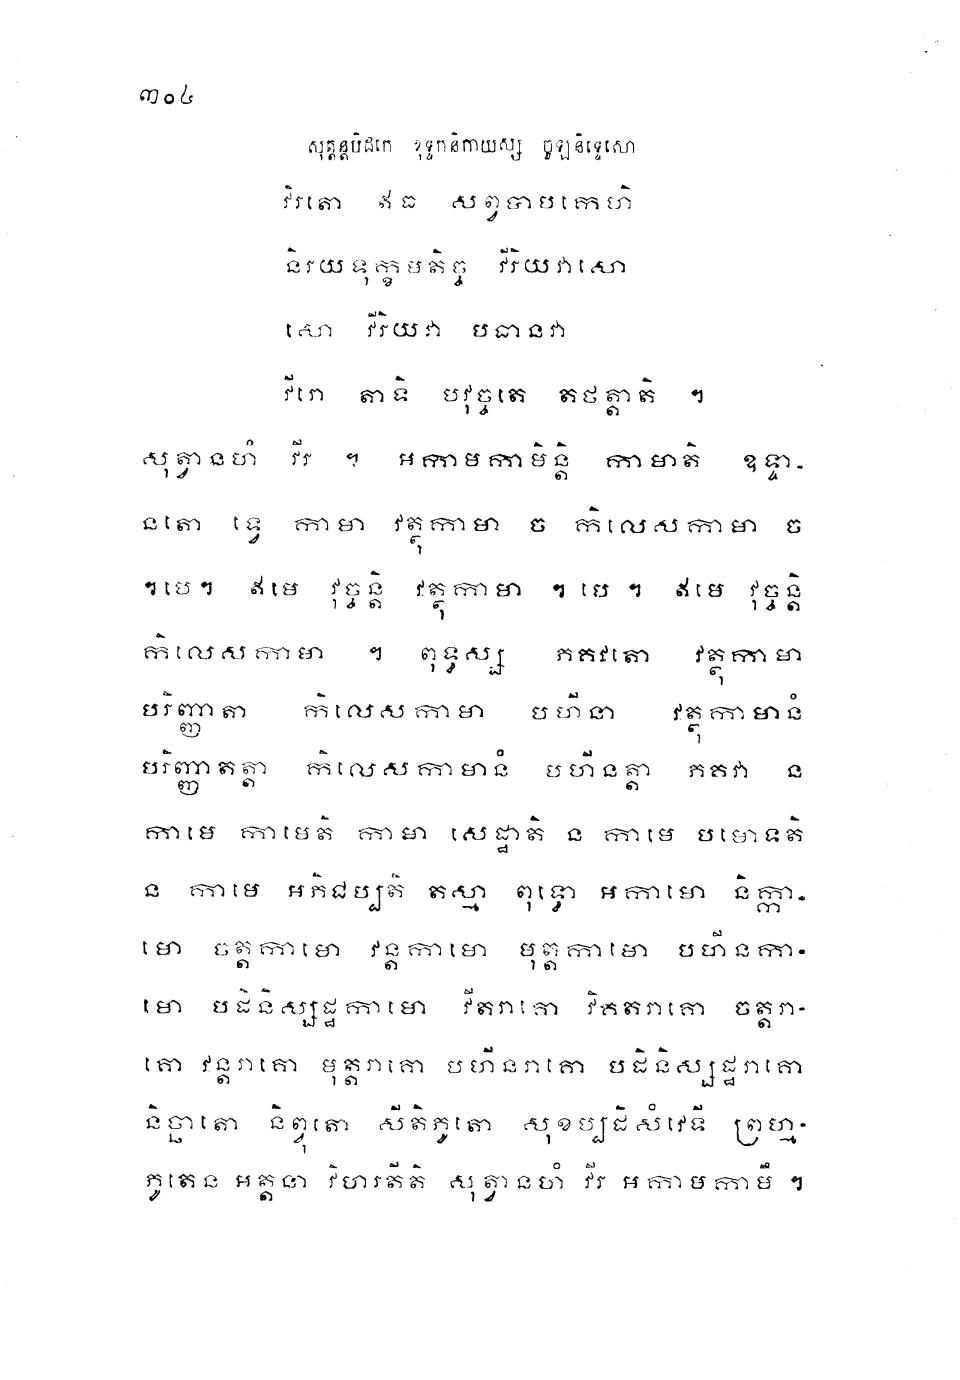 ៣០៤
សុត្តន្តបិដកេ ខុទ្ទកនិកាយស្ស ចូឡនិទ្ទេសោ
វិរតោ ឥធ សព្វបាបកេហិ
និរយទុក្ខមតិច្ច វីរិយវាសោ
សោ វីរិយវា បធានវា
វីរោ តាទិ បវុច្ចតេ តថត្តាតិ ។
សុត្វានហំ វីរ ។ អកាមកាមិន្តិ កាមាតិ ឧទ្ទា-
នតោ ទ្វេ កាមា វត្ថុកាមា ច កិលេសកាមា ច
។បេ។ ឥមេ វុច្ចន្តិ វត្ថុកាមា ។បេ។ ឥមេ វុច្ចន្តិ
កិលេសកាមា ។ ពុទ្ធស្ស ភគវតោ វត្ថុកាមា
បរិញ្ញាតា កិលេសកាមា បហីនា វត្ថុកាមានំ
បរិញ្ញាតត្តា កិលេសកាមានំ បហីនត្តា ភគវា ន
កាមេ កាមេតិ កាមា សេដ្ឋាតិ ន កាមេ បមោទតិ
ន កាមេ អភិជប្បតិ តស្មា ពុទ្ធោ អកាមោ និក្កា-
មោ ចត្តកាមោ វន្តកាមោ មុត្តកាមោ បហីនកា-
មោ បដិនិស្សដ្ឋកាមោ វីតរាគោ វិគតរាគោ ចត្តរា-
គោ វន្តរាគោ មុត្តរាគោ បហីនរាគោ បដិនិស្សដ្ឋរាគោ
និច្ឆាតោ និព្វុតោ សីតិភូតោ សុខប្បដិសំវេទី ព្រហ្ម-
ភូតេន អត្តនា វិហរតីតិ សុត្វានហំ វីរ អកាមកាមឹ ។